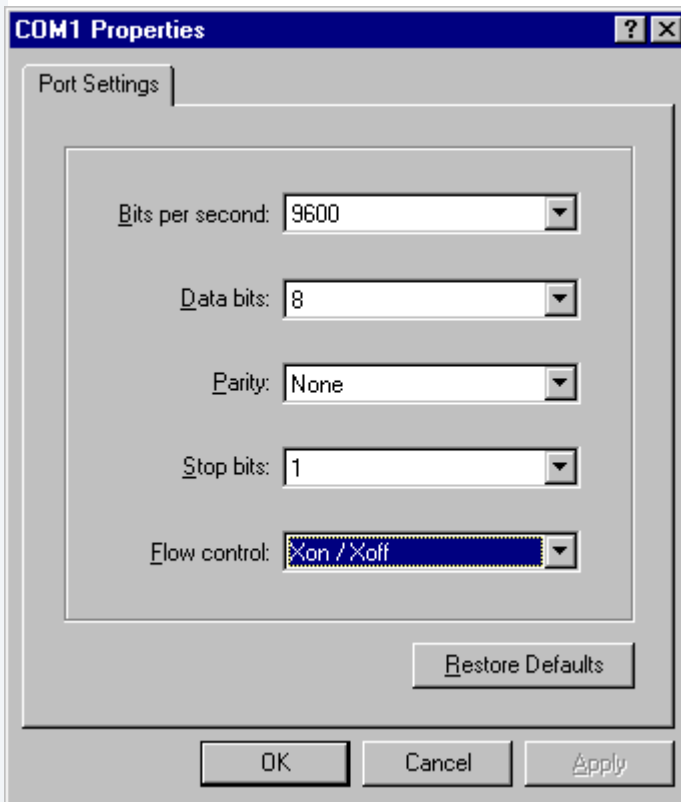 COM1 Properties
Port Settings
Bits per second: 9600
Data bits: 8
Parity: None
Stop bits: 1
Flow control: Xon / Xoff
Restore Defaults
OK Cancel Apply